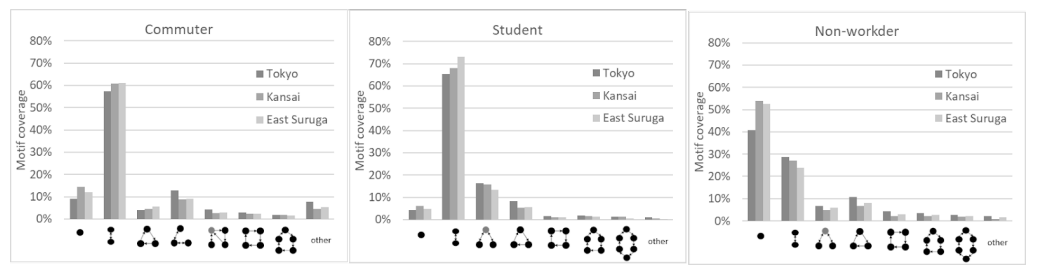 Commuter
80%
70%
60%
50%
40%
30%
20%
10%
0%
Motif coverage
Tokyo
Kansai
East Suruga
other
Student
80%
70%
60%
50%
40%
30%
20%
10%
0%
Motif coverage
Tokyo
Kansai
East Suruga
other
Non-workder
80%
70%
60%
50%
40%
30%
20%
10%
0%
Motif coverage
Tokyo
Kansai
East Suruga
other